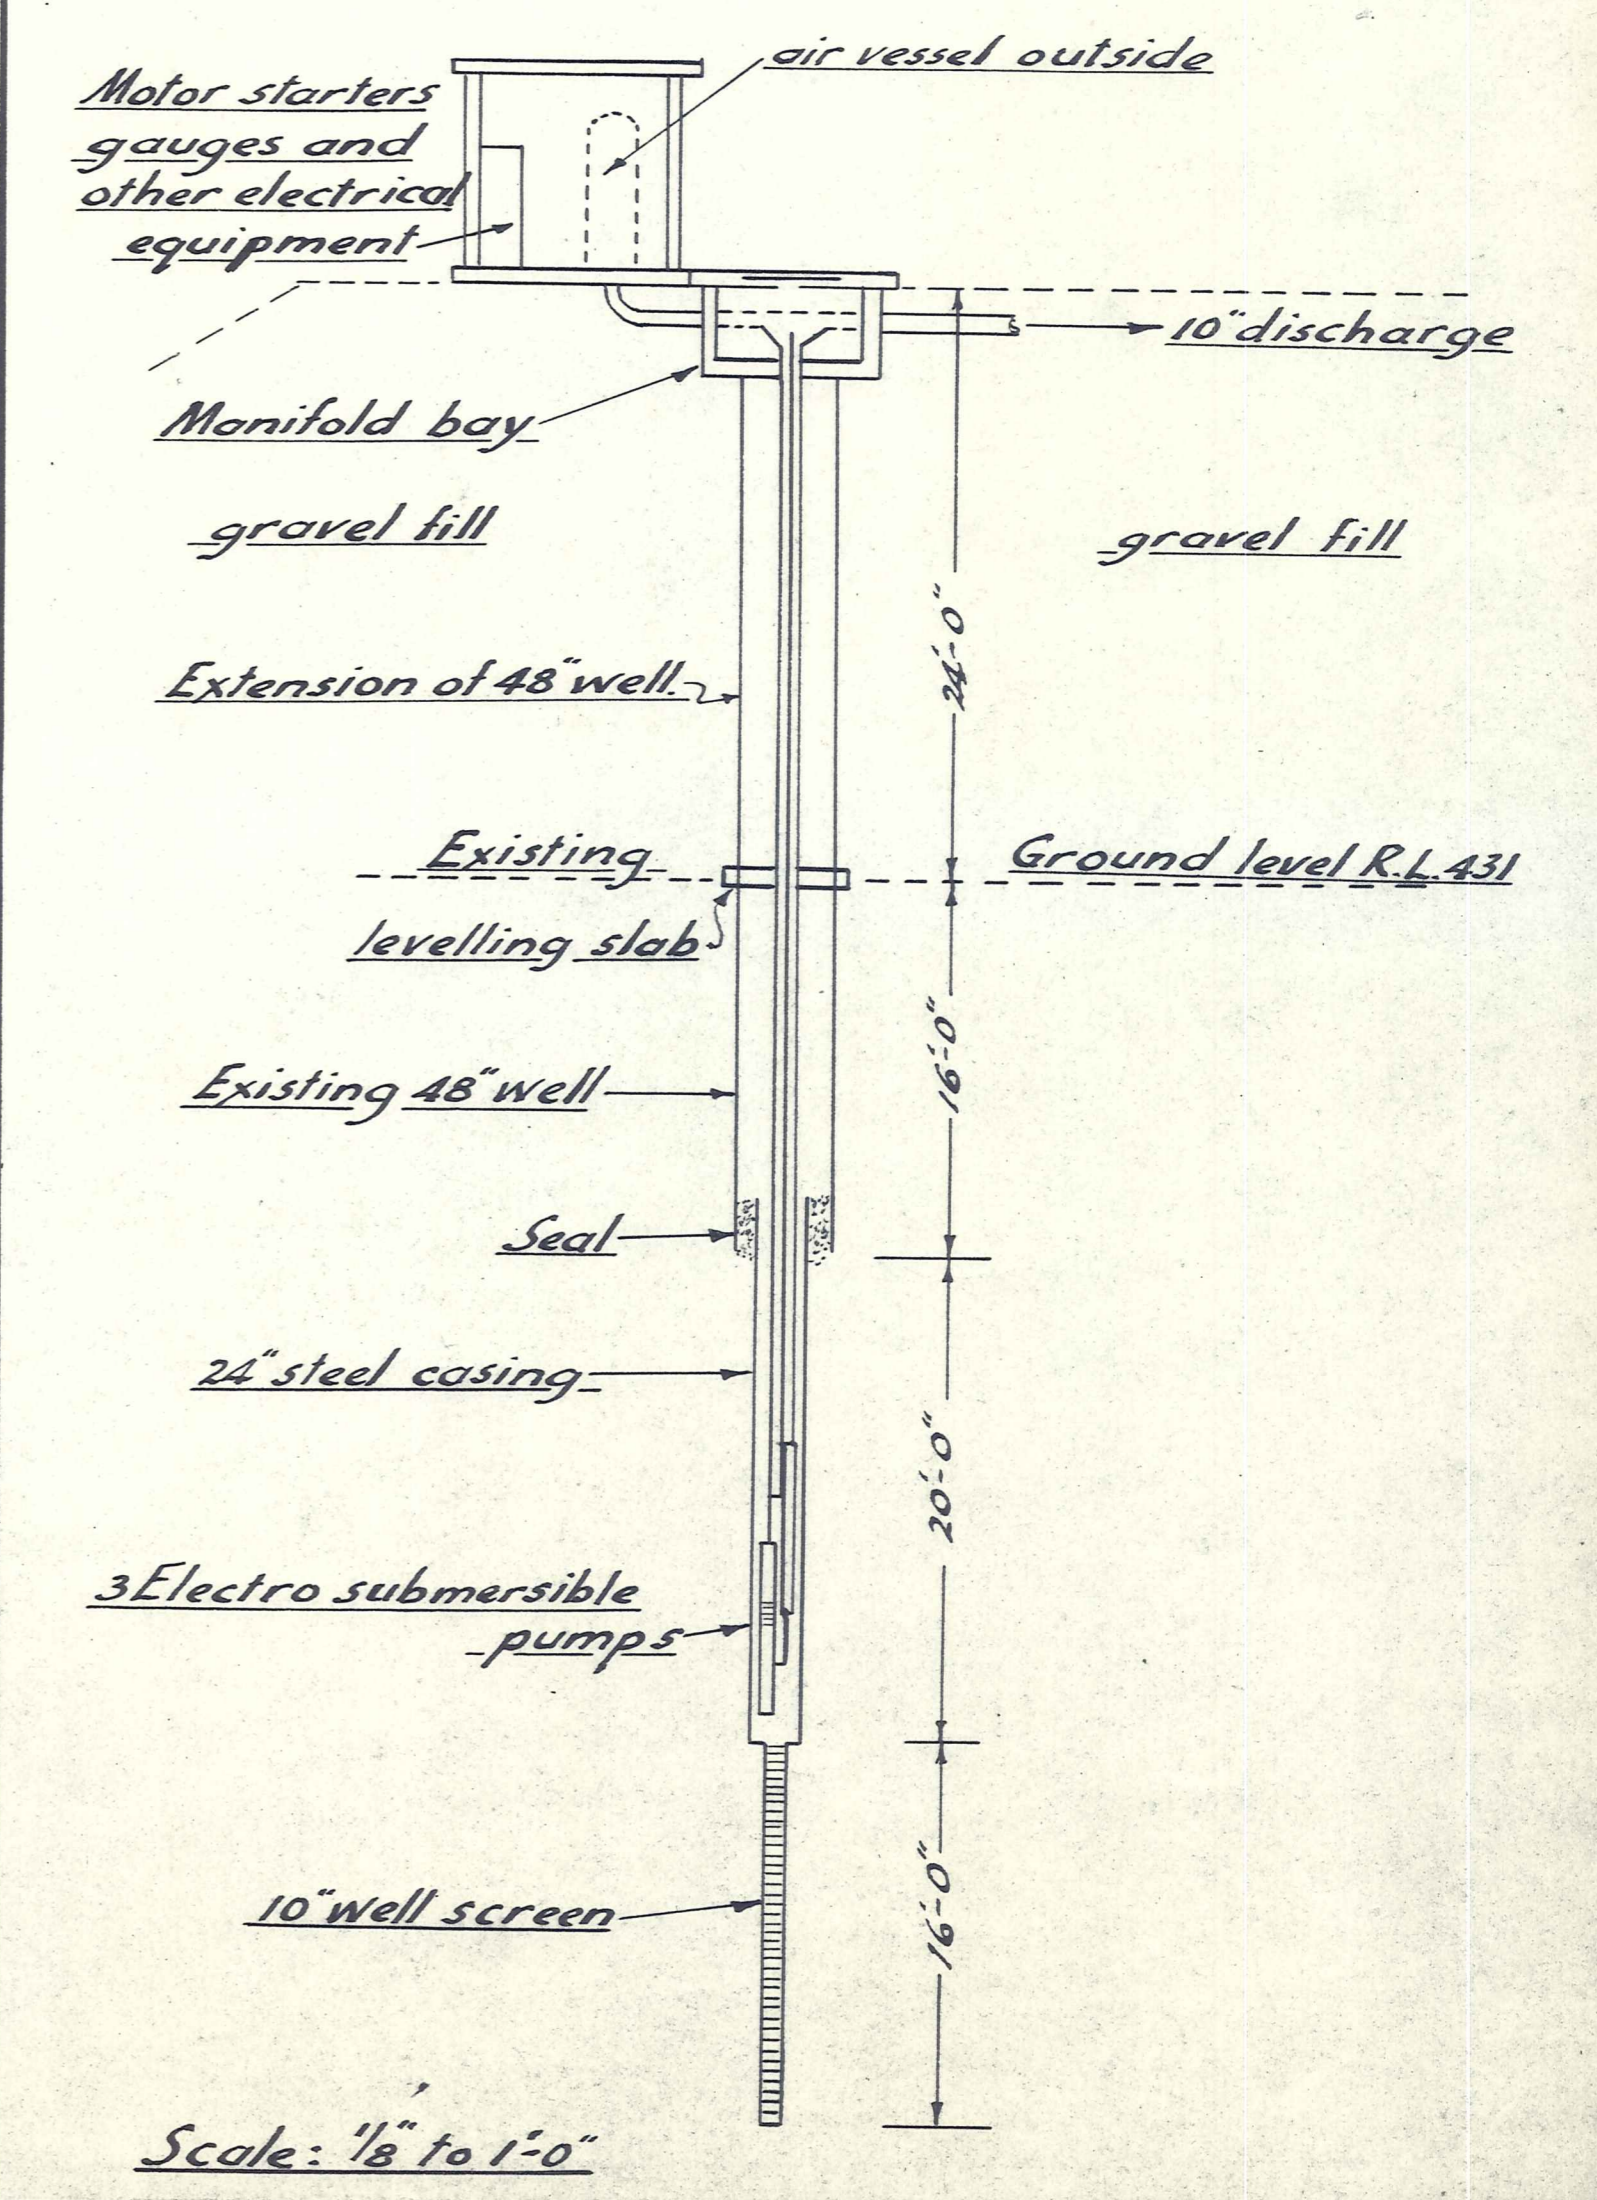 air vessel outside
Motor starters
gauges and
other electrical
equipment
10" discharge
Manifold bay
gravel fill
gravel fill
24'-0"
Extension of 48" well.
Existing
Ground level R.L.431
levelling slab
16'-0"
Existing 48" well
Seal
24" steel casing
20'-0"
3 Electro submersible
pumps
16'-0"
10" well screen
Scale: 1/8" to 1'-0"